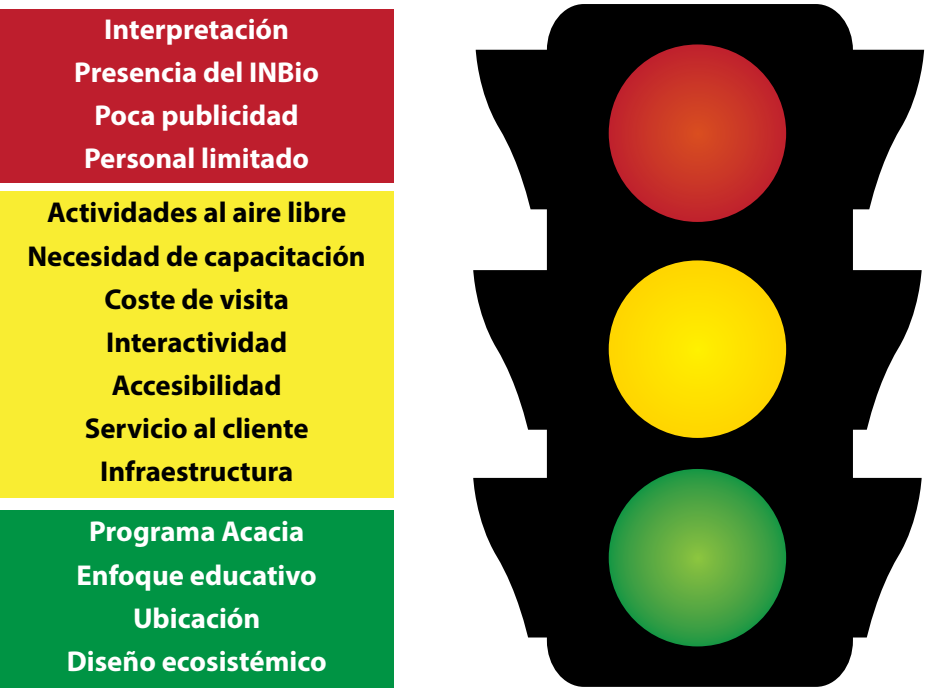 Interpretación
Presencia del INBio
Poca publicidad
Personal limitado
Actividades al aire libre
Necesidad de capacitación
Coste de visita
Interactividad
Accesibilidad
Servicio al cliente
Infraestructura
Programa Acacia
Enfoque educativo
Ubicación
Diseño ecosistémico